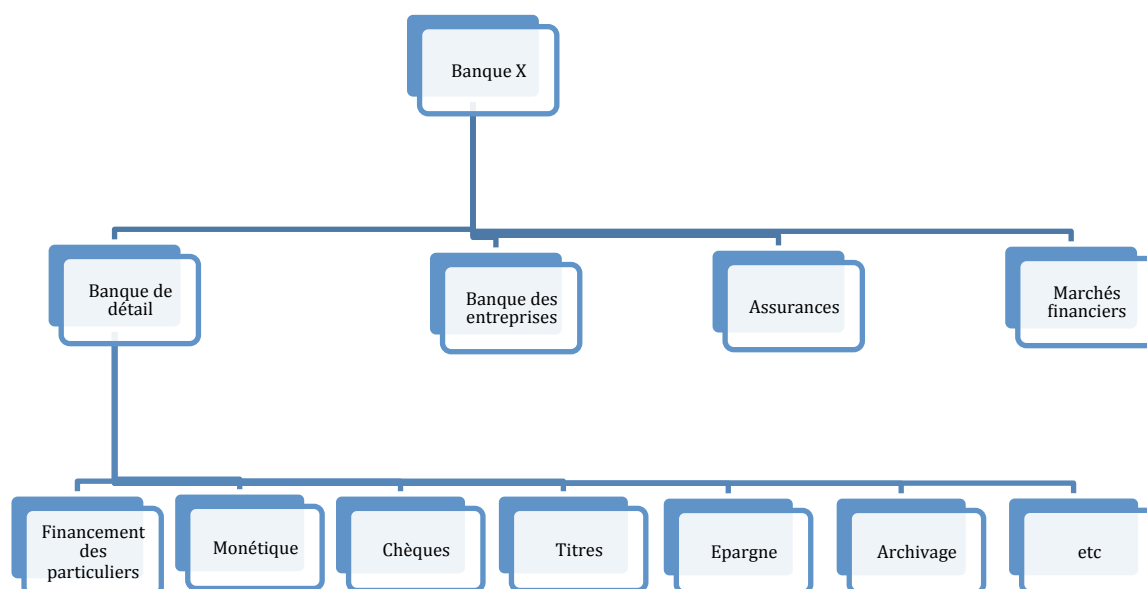 Banque X
Banque de
détail
Banque des
entreprises
Assurances
Marchés
financiers
Financement
des
particuliers
Monétique
Chèques
Titres
Epargne
Archivage
etc